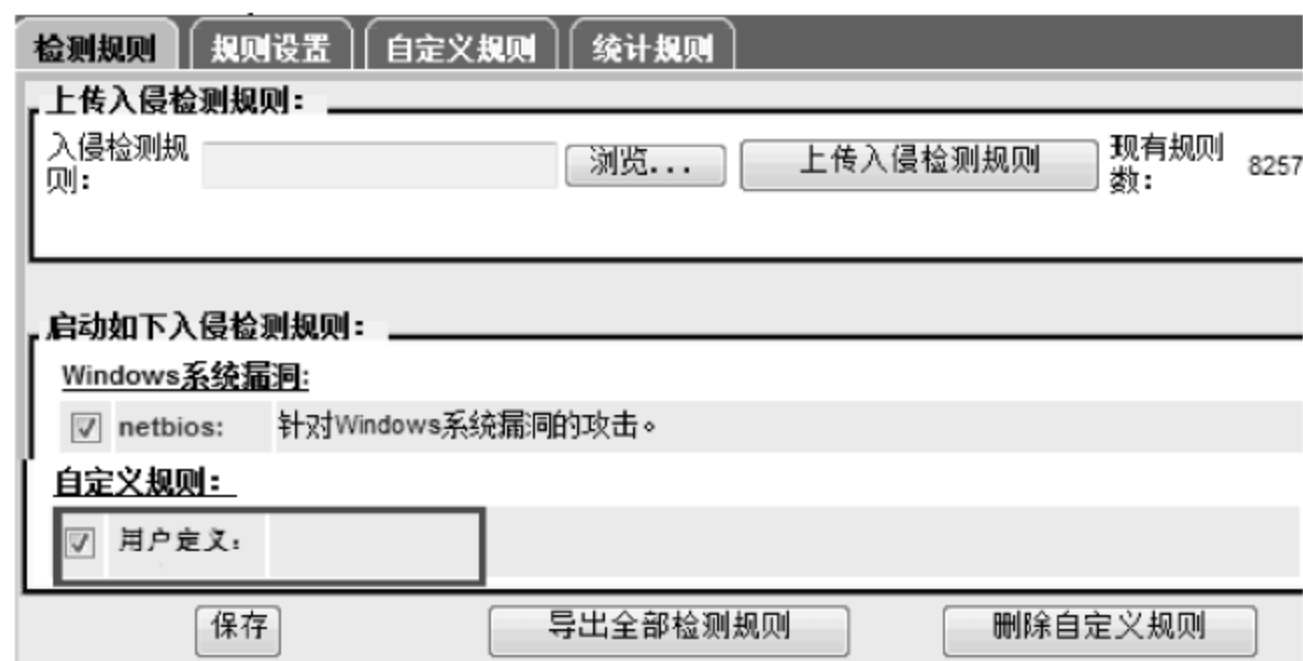 检测规则 规则设置 自定义规则 统计规则
上传入侵检测规则：
入侵检测规则： 浏览... 上传入侵检测规则 现有规则数： 8257
启动如下入侵检测规则：
Windows系统漏洞:
netbios: 针对Windows系统漏洞的攻击。
自定义规则：
用户定义：
保存 导出全部检测规则 删除自定义规则